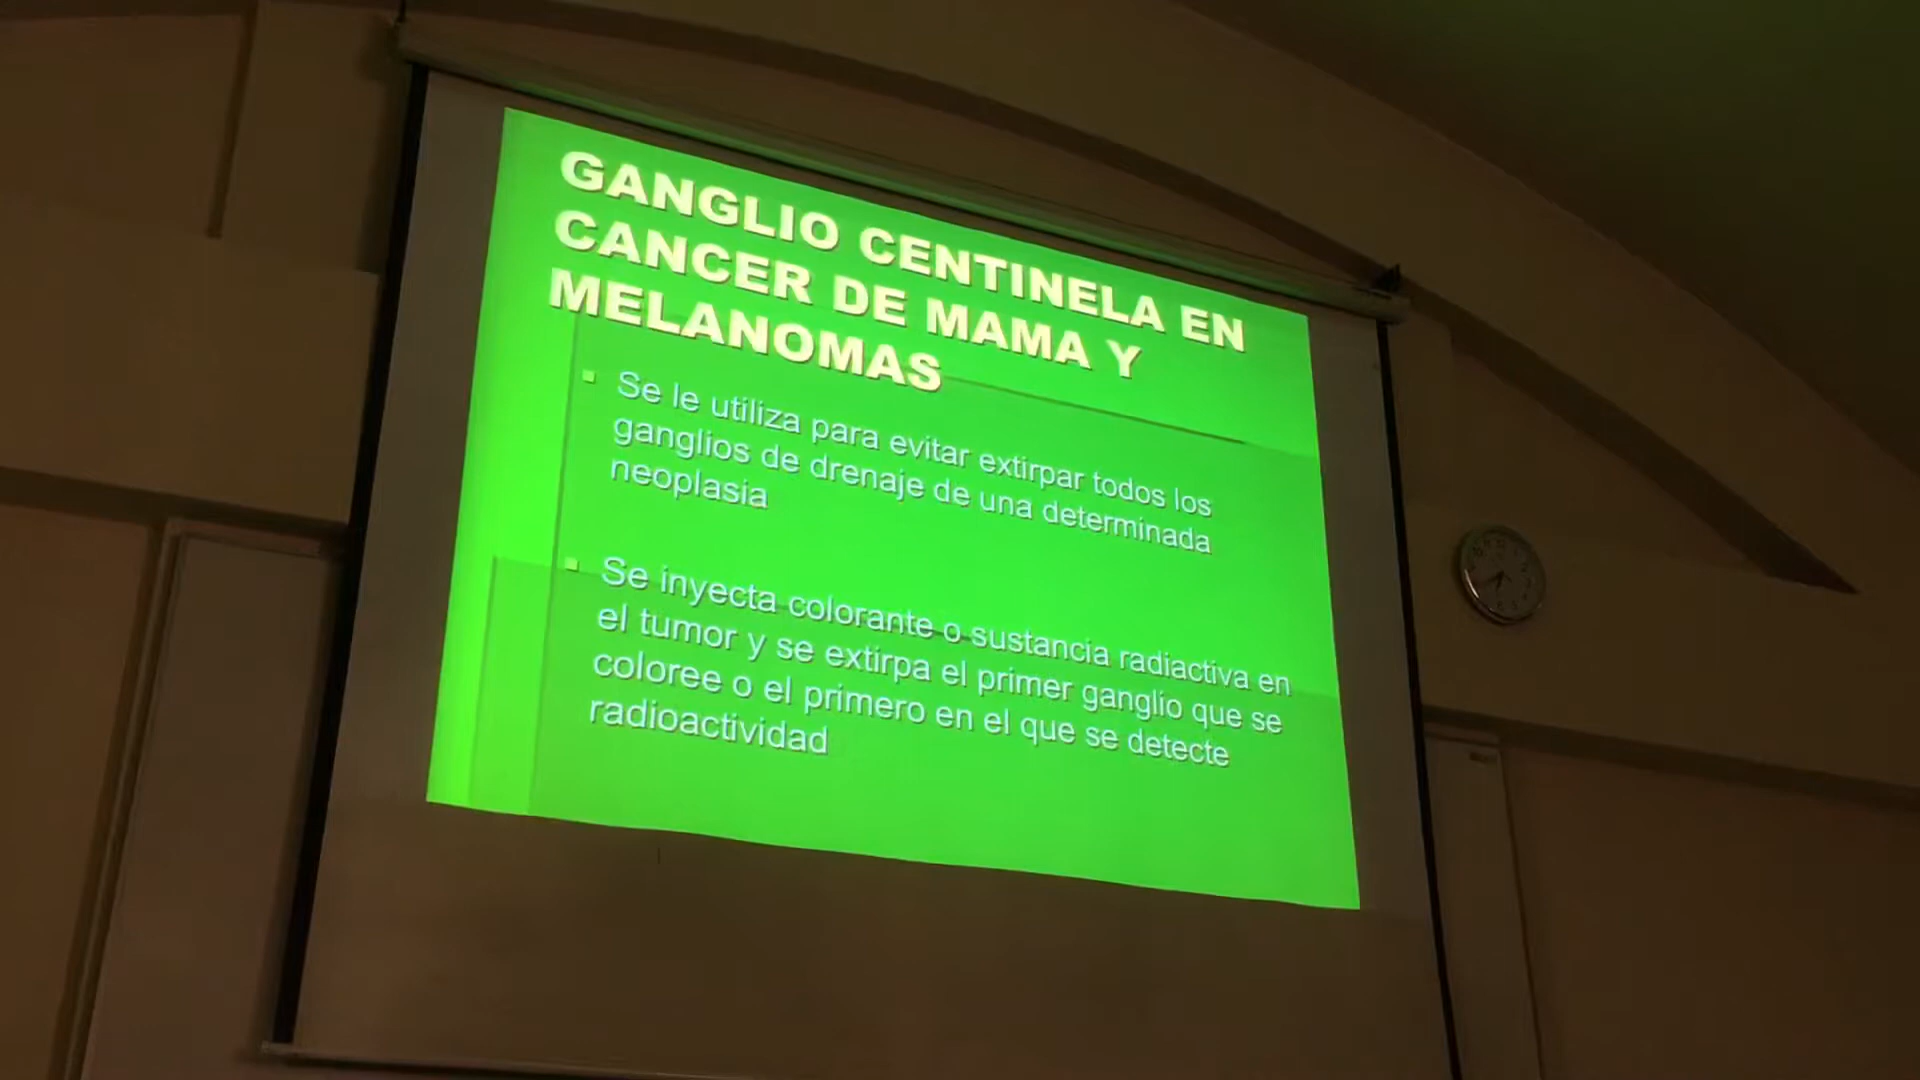 GANGLIO CENTINELA EN
CANCER DE MAMA Y
MELANOMAS
Se le utiliza para evitar extirpar todos los
ganglios de drenaje de una determinada
neoplasia
Se inyecta colorante o sustancia radiactiva en
el tumor y se extirpa el primer ganglio que se
coloree o el primero en el que se detecte
radioactividad